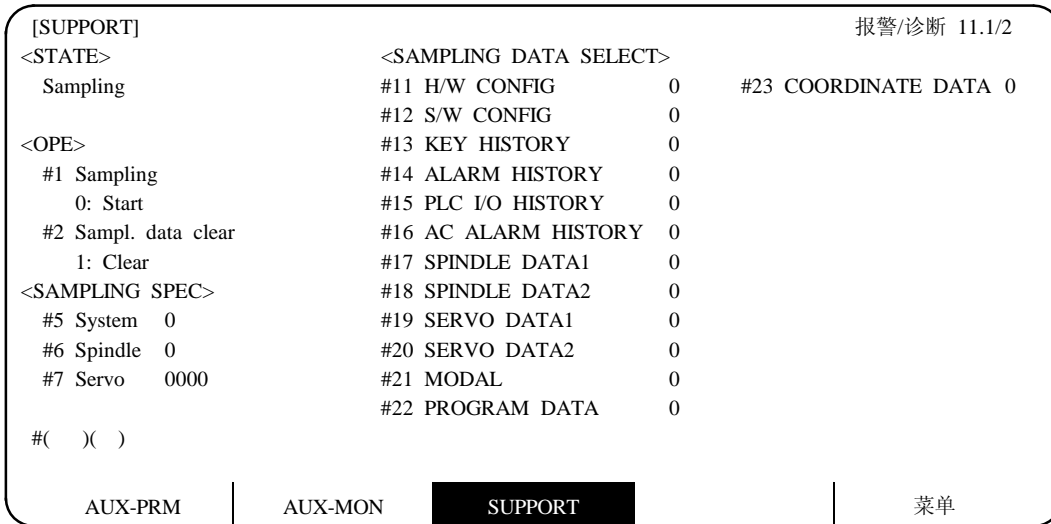 [SUPPORT] 报警/诊断 11.1/2
<STATE> <SAMPLING DATA SELECT>
Sampling #11 H/W CONFIG 0 #23 COORDINATE DATA 0
#12 S/W CONFIG 0
<OPE> #13 KEY HISTORY 0
#1 Sampling #14 ALARM HISTORY 0
0: Start #15 PLC I/O HISTORY 0
#2 Sampl. data clear #16 AC ALARM HISTORY 0
1: Clear #17 SPINDLE DATA1 0
<SAMPLING SPEC> #18 SPINDLE DATA2 0
#5 System 0 #19 SERVO DATA1 0
#6 Spindle 0 #20 SERVO DATA2 0
#7 Servo 0000 #21 MODAL 0
#22 PROGRAM DATA 0
#( )( )
AUX-PRM AUX-MON SUPPORT 菜单